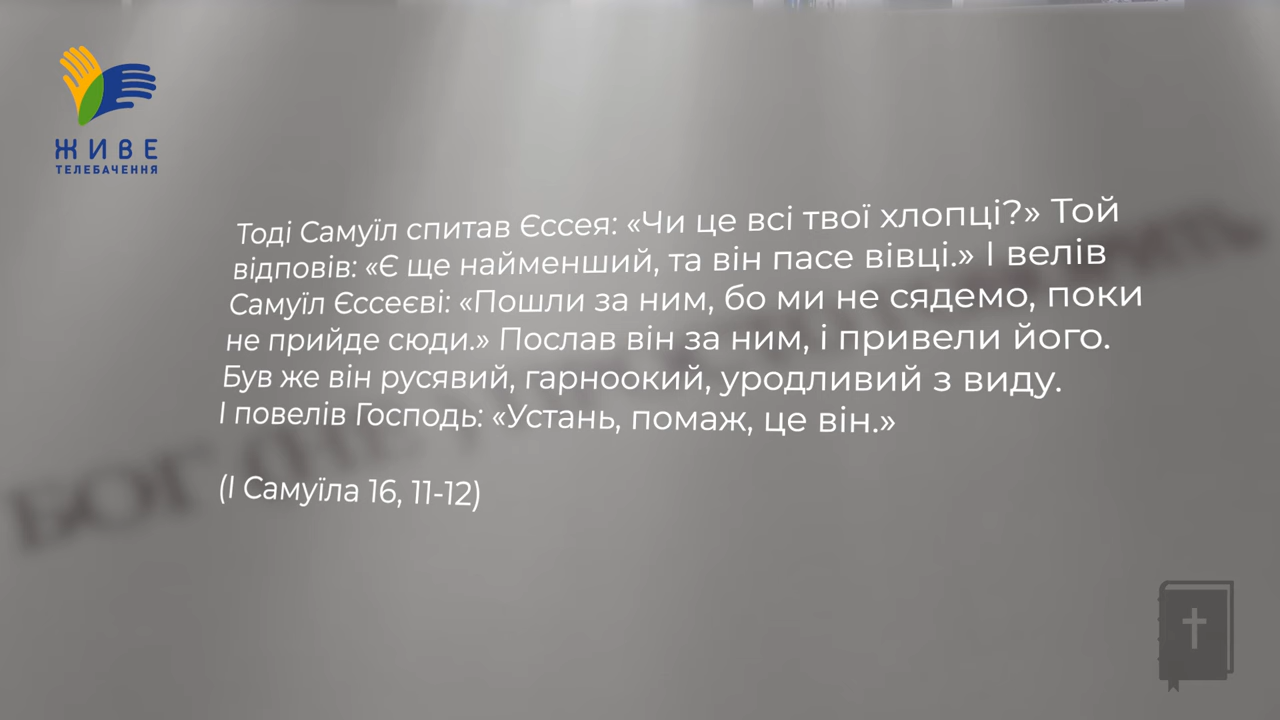 ЖИВЕ
ТЕЛЕБАЧЕННЯ
Тоді Самуїл спитав Єссея: «Чи це всі твої хлопці?» Той
відповів: «Є ще найменший, та він пасе вівці.» І велів
Самуїл Єссеєві: «Пошли за ним, бо ми не сядемо, поки
не прийде сюди.» Послав він за ним, і привели його.
Був же він русявий, гарноокий, уродливий з виду.
І повелів Господь: «Устань, помаж, це він.»
(І Самуїла 16, 11-12)
БОГ